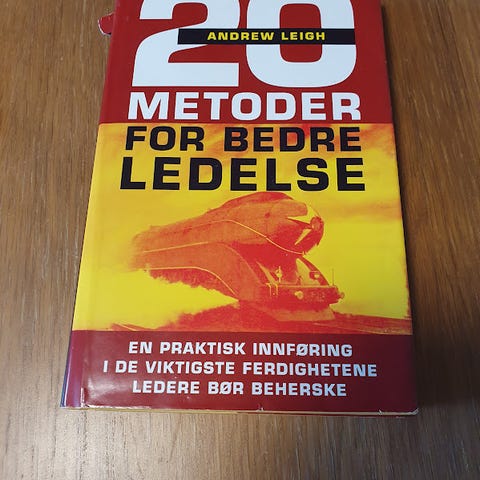 20
ANDREW LEIGH
METODER
FOR BEDRE
LEDELSE
EN PRAKTISK INNFØRING
I DE VIKTIGSTE FERDIGHETENE
LEDERE BØR BEHERSKE